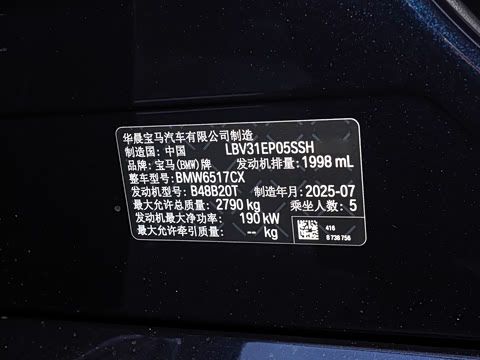 华晨宝马汽车有限公司制造
制造国: 中国 LBV31EP05SSH
品牌: 宝马(BMW)牌 发动机排量: 1998 mL
整车型号: BMW6517CX
发动机型号: B48B20T 制造年月: 2025-07
最大允许总质量: 2790 kg 乘坐人数: 5
发动机最大净功率: 190 kW
最大允许牵引质量: -- kg
416
8 738 756